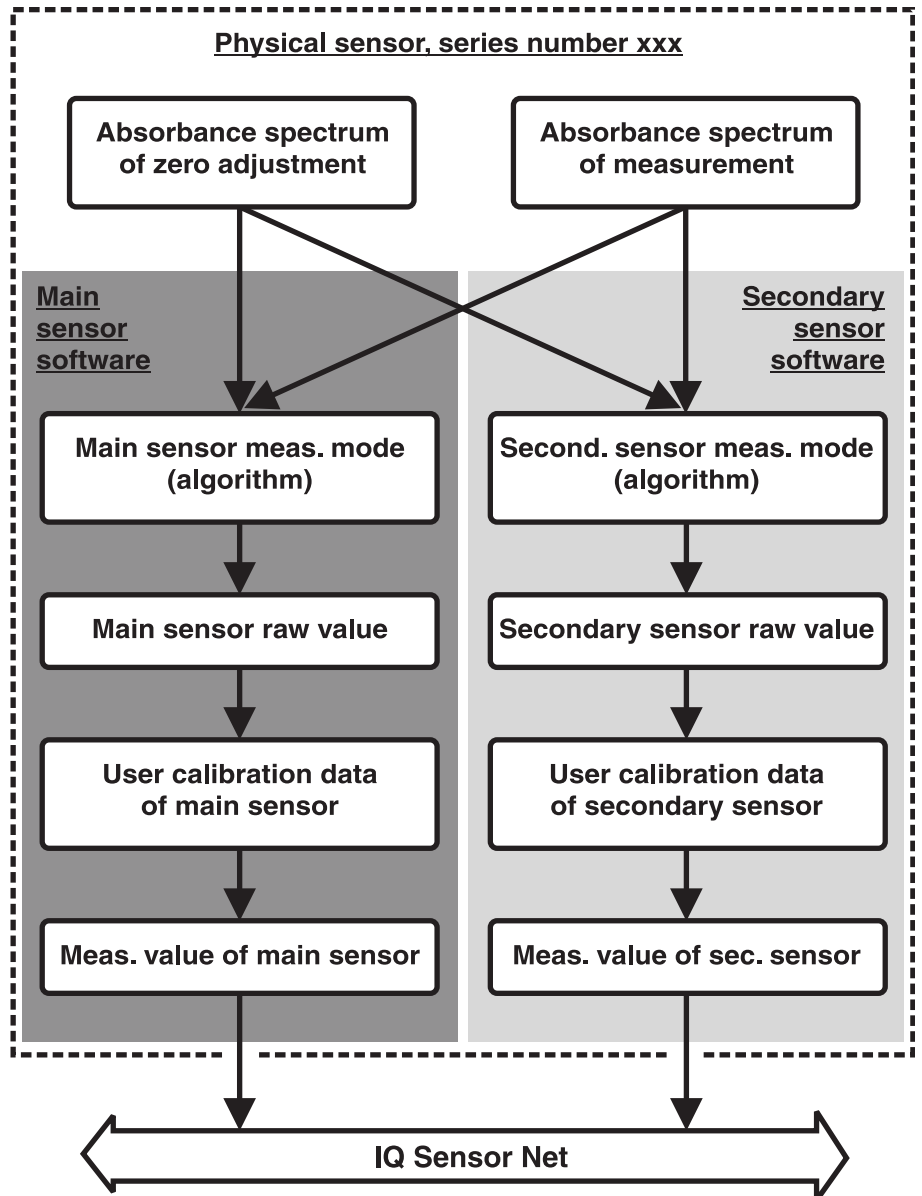 Physical sensor, series number xxx
Absorbance spectrum
of zero adjustment
Absorbance spectrum
of measurement
Main
sensor
software
Secondary
sensor
software
Main sensor meas. mode
(algorithm)
Second. sensor meas. mode
(algorithm)
Main sensor raw value
Secondary sensor raw value
User calibration data
of main sensor
User calibration data
of secondary sensor
Meas. value of main sensor
Meas. value of sec. sensor
IQ Sensor Net